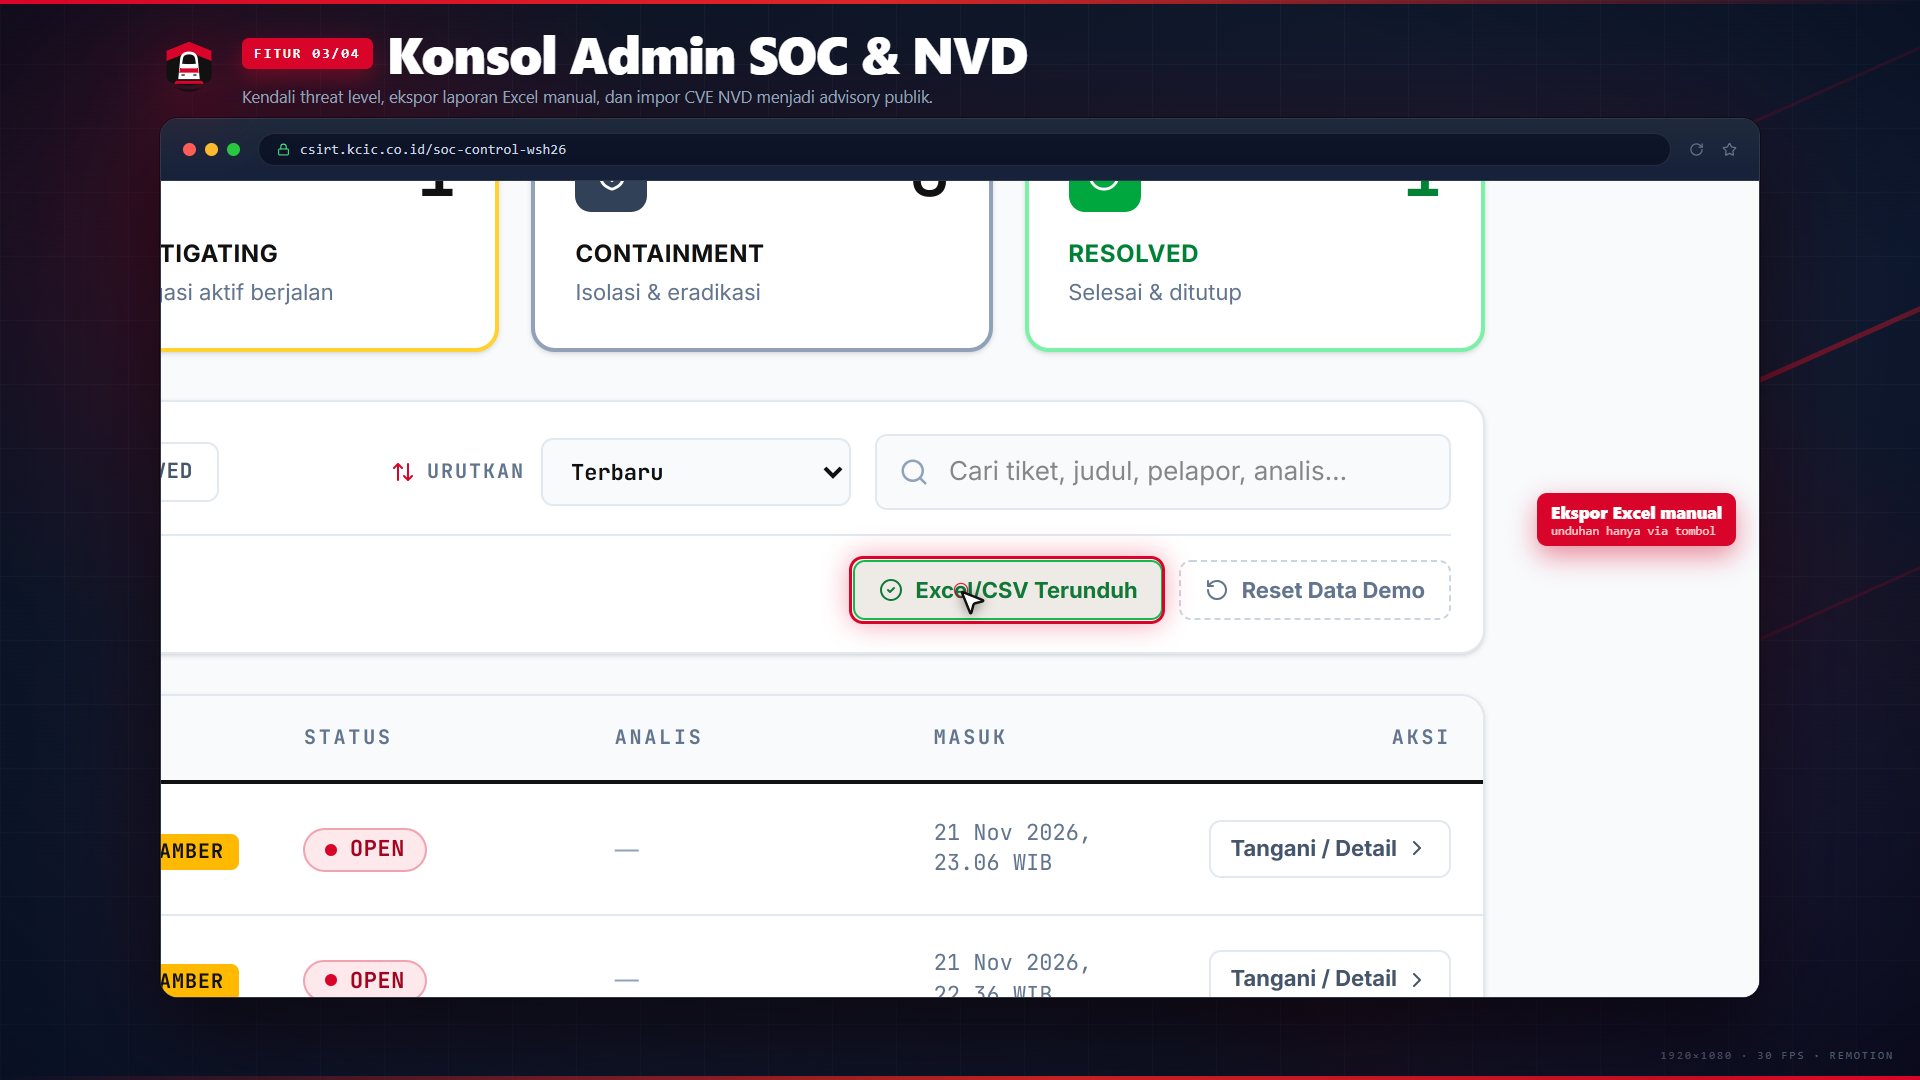 FITUR 03/04
Konsol Admin SOC & NVD
Kendali threat level, ekspor laporan Excel manual, dan impor CVE NVD menjadi advisory publik.
csirt.kcic.co.id/soc-control-wsh26
TIGATING
gasi aktif berjalan
CONTAINMENT
Isolasi & eradikasi
RESOLVED
Selesai & ditutup
VED
URUTKAN
Terbaru
Cari tiket, judul, pelapor, analis...
Excel/CSV Terunduh
Reset Data Demo
Ekspor Excel manual
unduhan hanya via tombol
STATUS
ANALIS
MASUK
AKSI
AMBER
OPEN
—
21 Nov 2026,
23.06 WIB
Tangani / Detail
AMBER
OPEN
—
21 Nov 2026,
22.36 WIB
Tangani / Detail
1920×1080 · 30 FPS · REMOTION